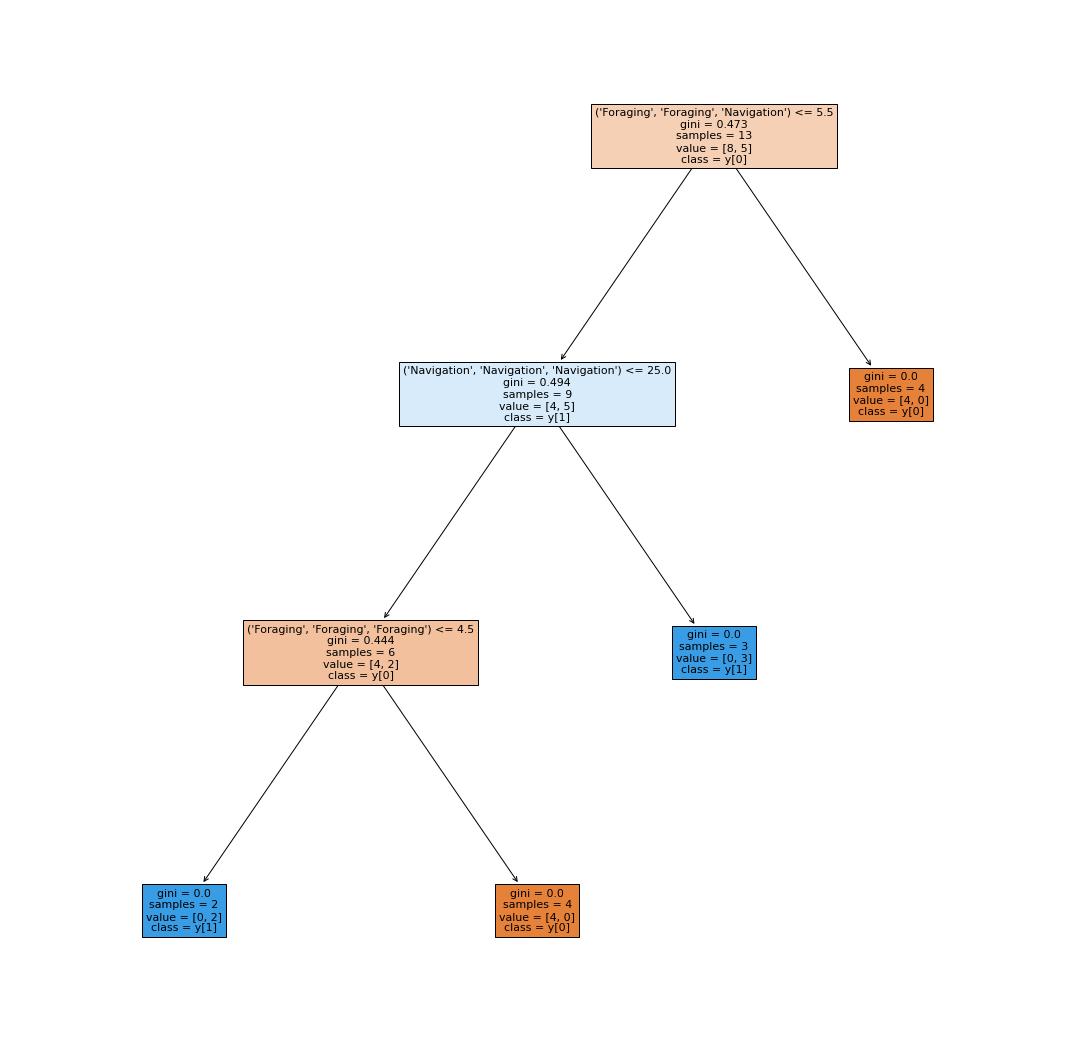 ('Foraging', 'Foraging', 'Navigation') <= 5.5
gini = 0.473
samples = 13
value = [8, 5]
class = y[0]
('Navigation', 'Navigation', 'Navigation') <= 25.0
gini = 0.494
samples = 9
value = [4, 5]
class = y[1]
gini = 0.0
samples = 4
value = [4, 0]
class = y[0]
('Foraging', 'Foraging', 'Foraging') <= 4.5
gini = 0.444
samples = 6
value = [4, 2]
class = y[0]
gini = 0.0
samples = 3
value = [0, 3]
class = y[1]
gini = 0.0
samples = 2
value = [0, 2]
class = y[1]
gini = 0.0
samples = 4
value = [4, 0]
class = y[0]